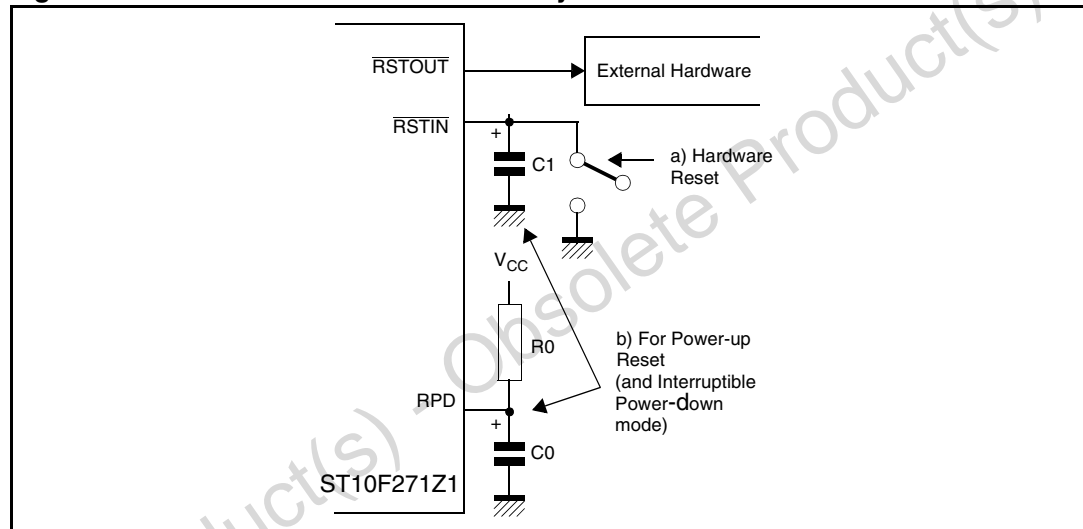 RSTOUT
External Hardware
RSTIN
+
C1
a) Hardware
Reset
VCC
R0
b) For Power-up
Reset
(and Interruptible
Power-down
mode)
RPD
+
C0
ST10F271Z1
Product(s) - Obsolete Product(s)